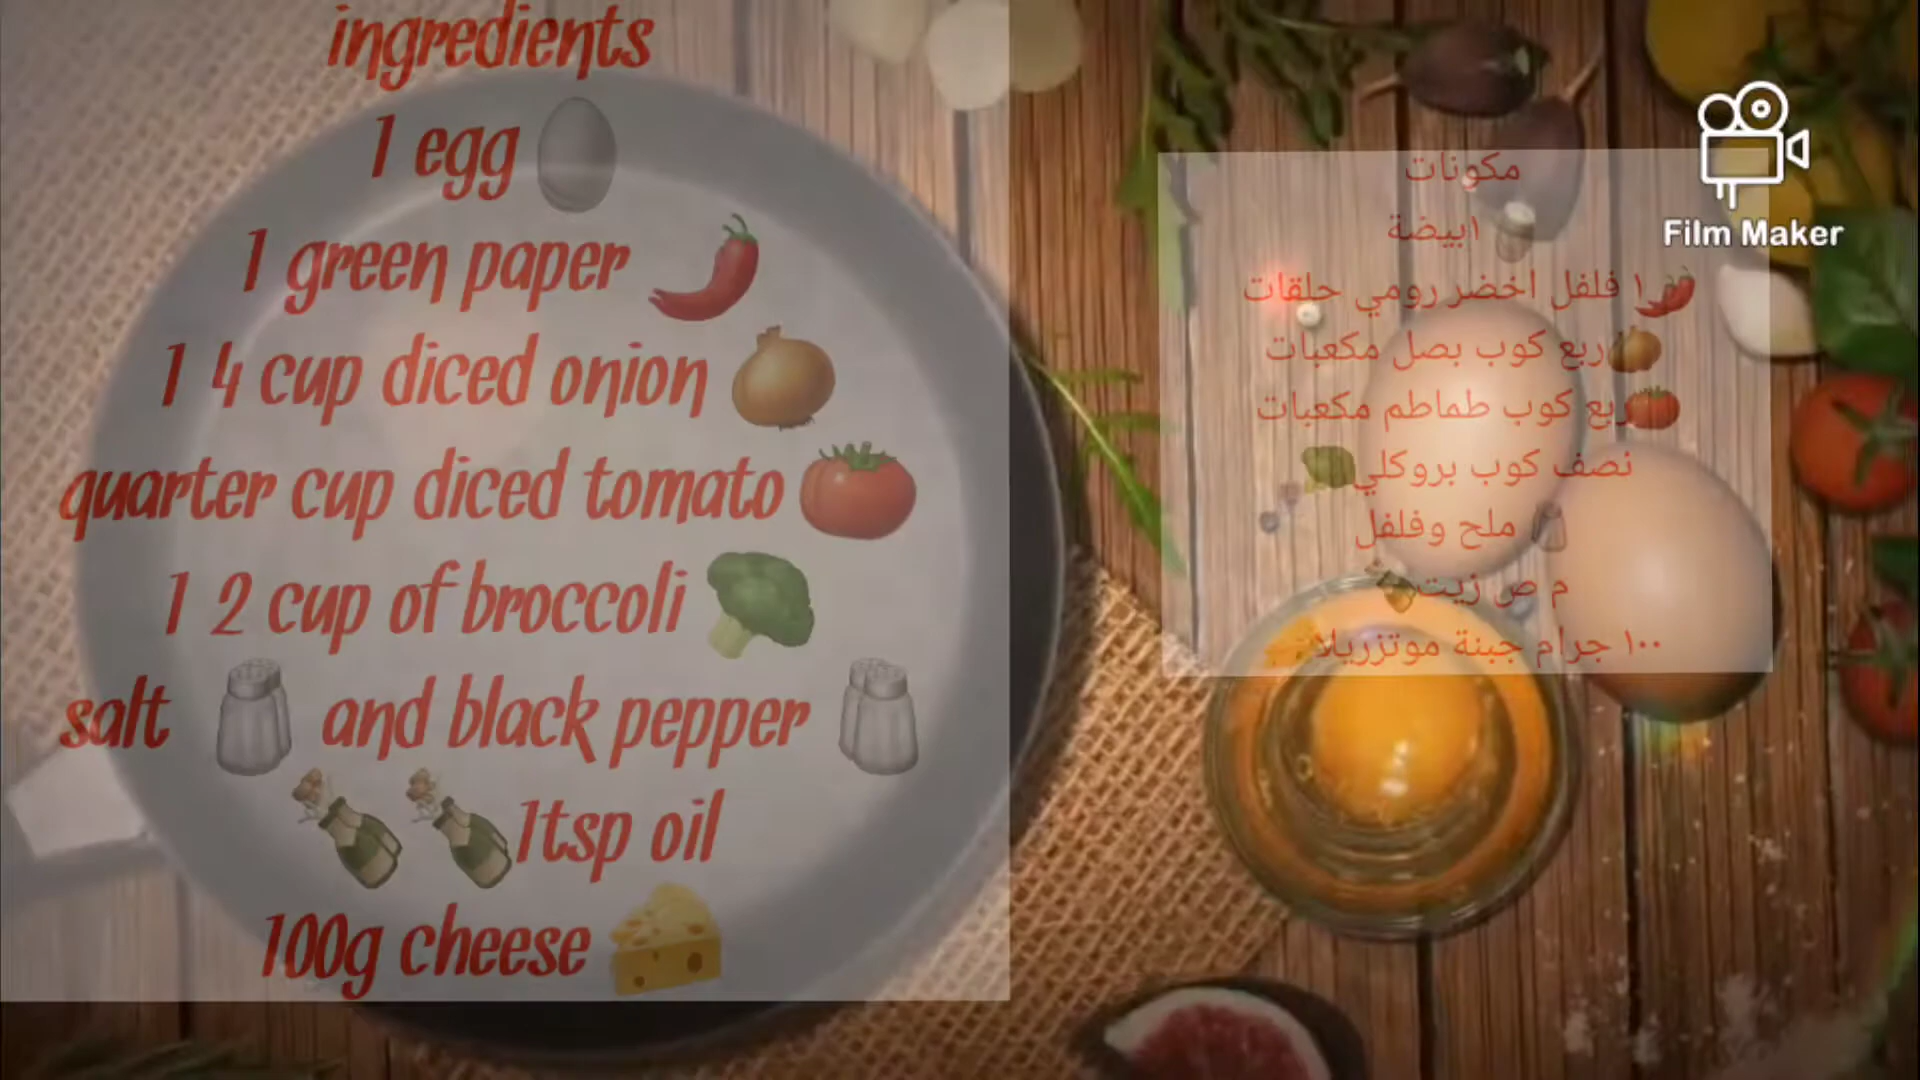 ingredients
1 egg
1 green paper
1 4 cup diced onion
quarter cup diced tomato
1 2 cup of broccoli
salt and black pepper
1tsp oil
100g cheese
مكونات
١بيضة
١ فلفل اخضر رومي حلقات
ربع كوب بصل مكعبات
ربع كوب طماطم مكعبات
نصف كوب بروكلي
ملح وفلفل
م ص زيت
١٠٠ جرام جبنة موتزريلا
Film Maker